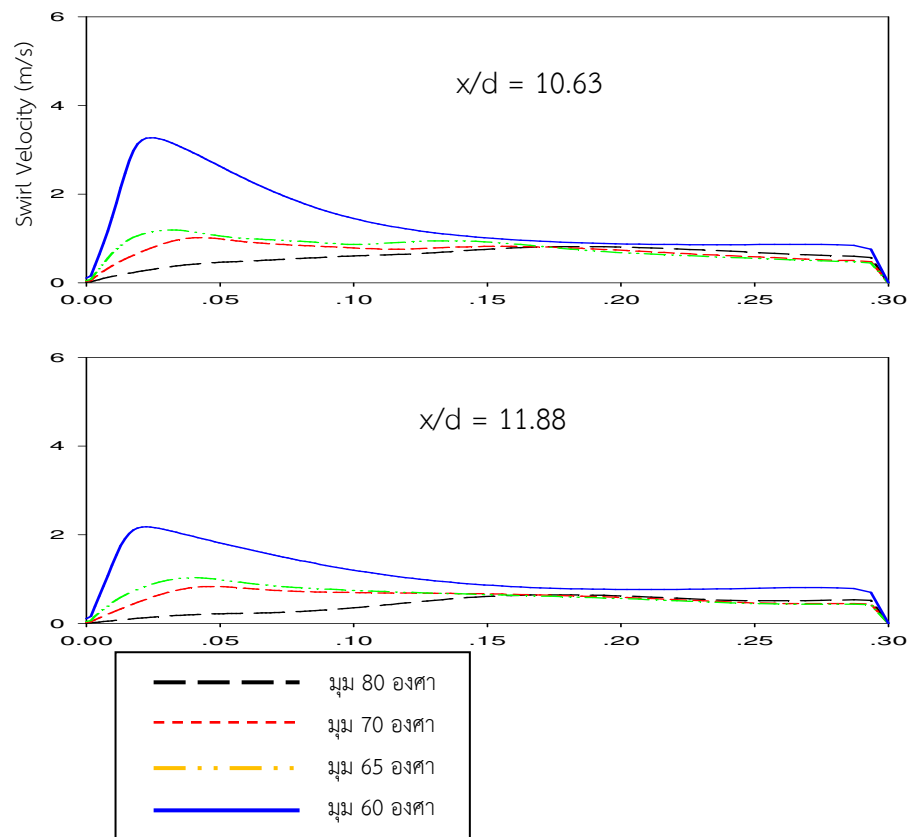 6
4
2
0
Swirl Velocity (m/s)
x/d = 10.63
0.00 .05 .10 .15 .20 .25 .30
6
4
2
0
x/d = 11.88
0.00 .05 .10 .15 .20 .25 .30
มุม 80 องศา
มุม 70 องศา
มุม 65 องศา
มุม 60 องศา